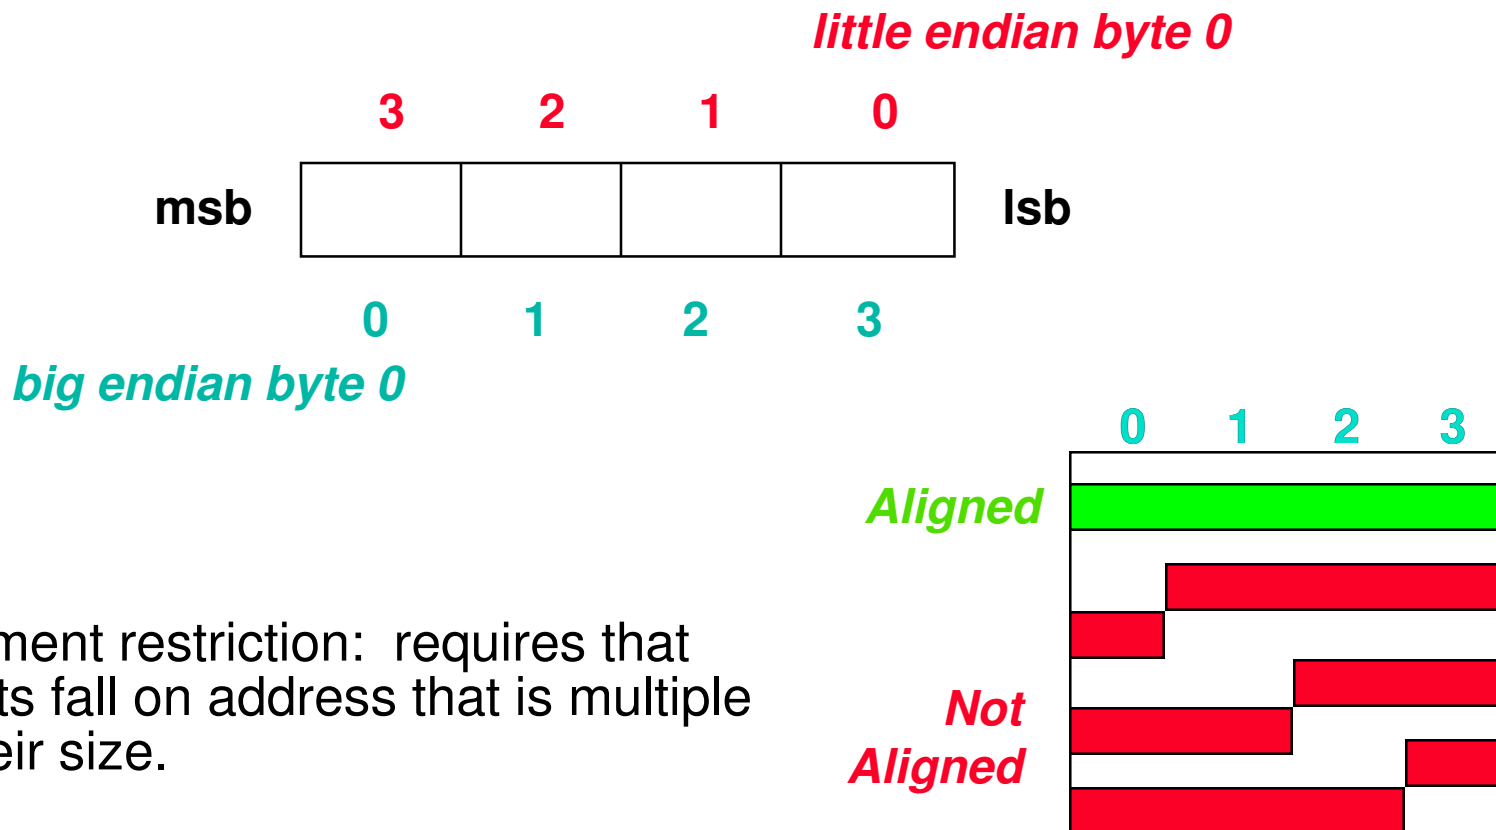 little endian byte 0
3 2 1 0
msb lsb
0 1 2 3
big endian byte 0
0 1 2 3
Aligned
ment restriction: requires that
ts fall on address that is multiple
eir size.
Not
Aligned